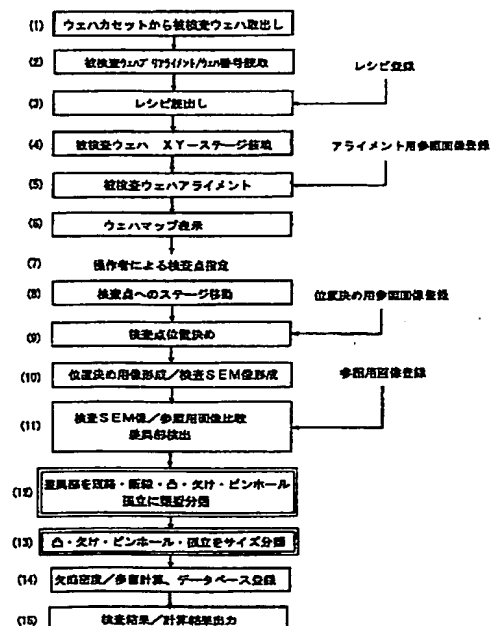 (1) ウェハカセットから被検査ウェハ取出し
(2) 被検査ウェハプリアライメント/ウェハ番号読取
レシピ登録
(3) レシピ読出し
(4) 被検査ウェハ XY-ステージ搭載
アライメント用参照画像登録
(5) 被検査ウェハアライメント
(6) ウェハマップ表示
(7) 操作者による検査点指定
(8) 検査点へのステージ移動
位置決め用参照画像登録
(9) 検査点位置決め
(10) 位置決め用像形成/検査SEM像形成
参照用画像登録
(11) 検査SEM像/参照用画像比較
差異部検出
(12) 差異部を短絡・断線・凸・欠け・ピンホール
孤立に類型分類
(13) 凸・欠け・ピンホール・孤立をサイズ分類
(14) 欠陥密度/歩留計算、データベース登録
(15) 検査結果/計算結果出力